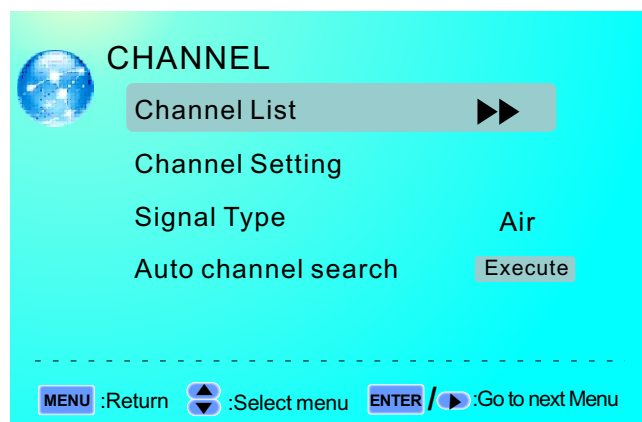 CHANNEL
Channel List
Channel Setting
Signal Type Air
Auto channel search Execute
MENU :Return :Select menu ENTER / :Go to next Menu